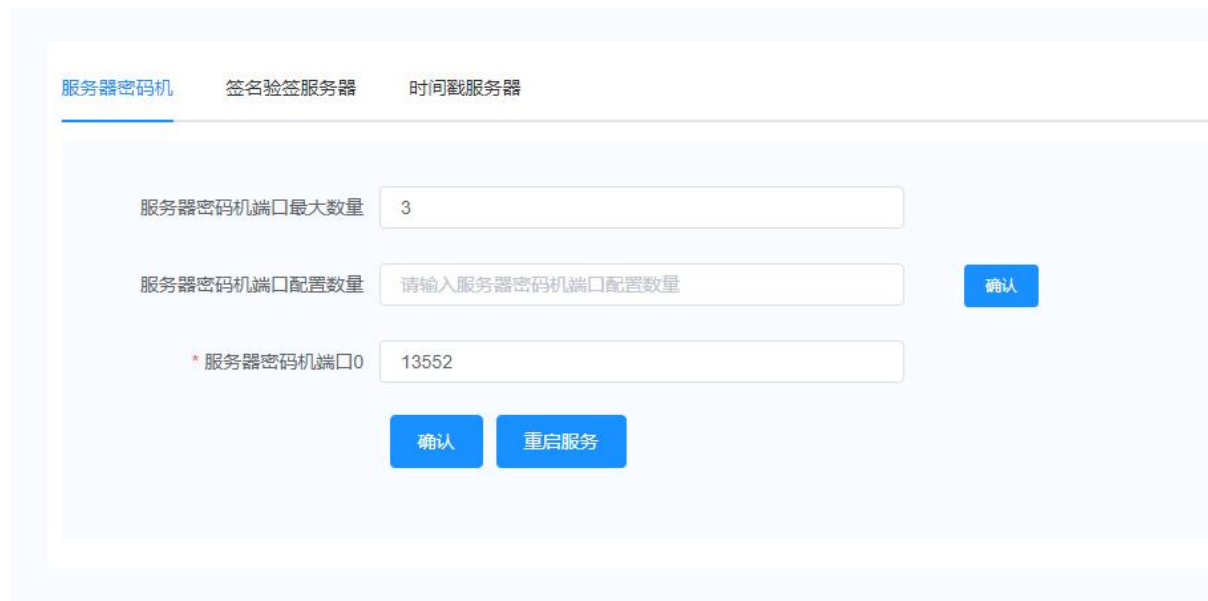 服务器密码机 签名验签服务器 时间戳服务器
服务器密码机端口最大数量 3
服务器密码机端口配置数量 请输入服务器密码机端口配置数量 确认
* 服务器密码机端口0 13552
确认 重启服务